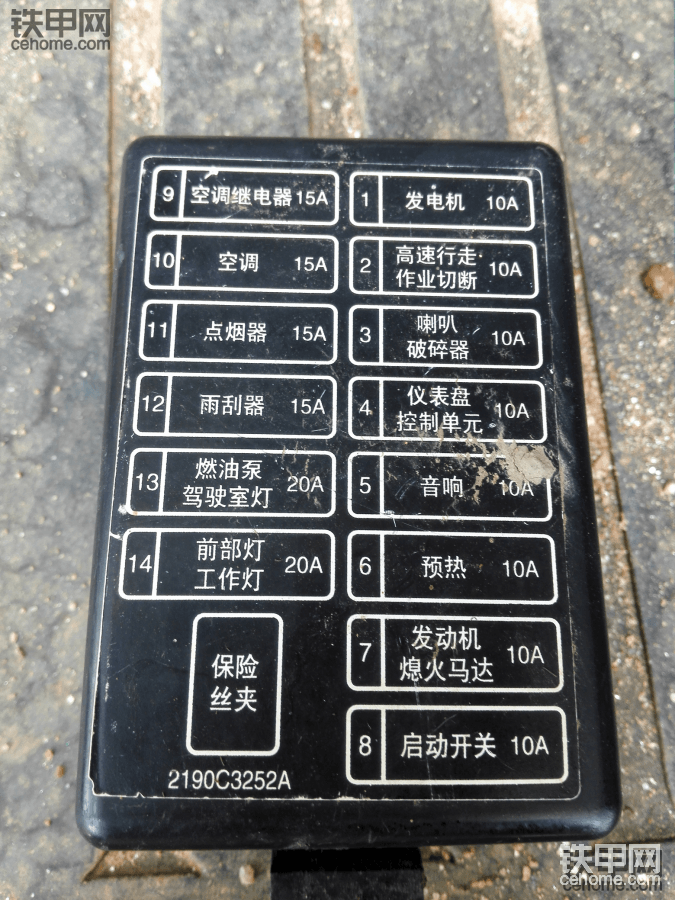 铁甲网
cehome.com
9 空调继电器 15A
1 发电机 10A
10 空调 15A
2 高速行走
作业切断 10A
11 点烟器 15A
3 喇叭
破碎器 10A
12 雨刮器 15A
4 仪表盘
控制单元 10A
13 燃油泵
驾驶室灯 20A
5 音响 10A
14 前部灯
工作灯 20A
6 预热 10A
7 发动机
熄火马达 10A
保险
丝夹
8 启动开关 10A
2190C3252A
铁甲网
cehome.com